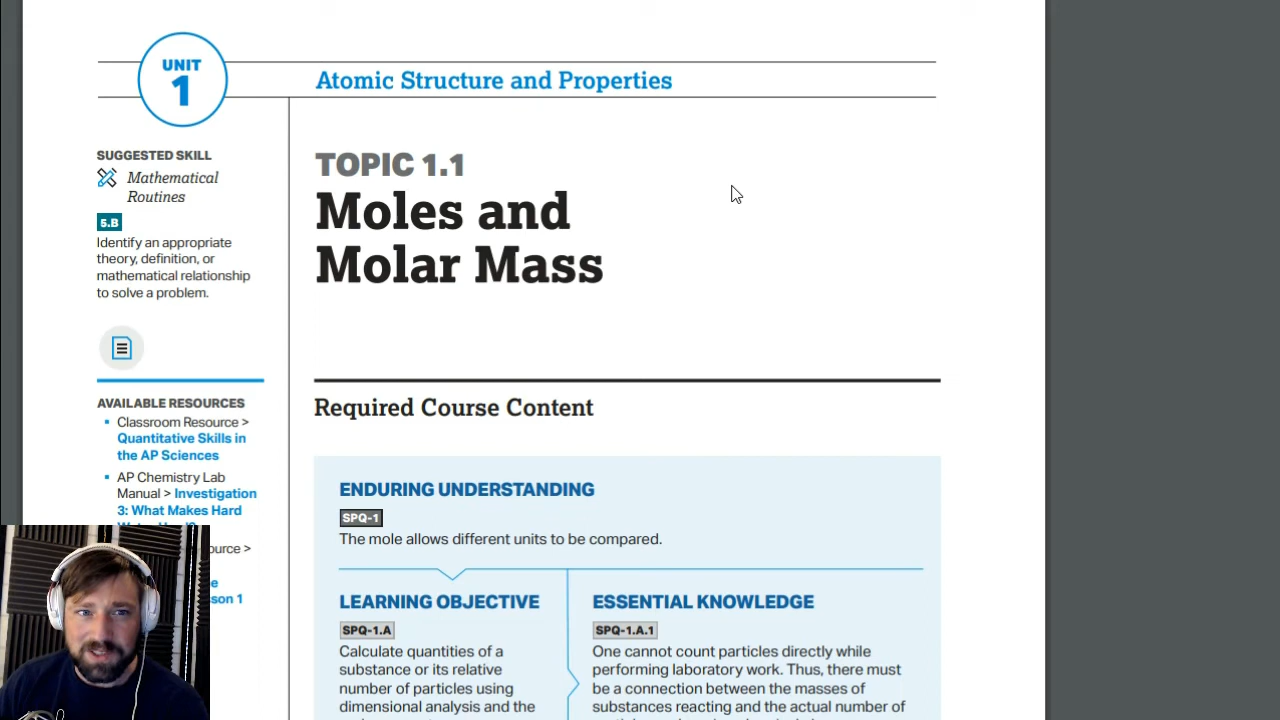 UNIT
1
Atomic Structure and Properties
SUGGESTED SKILL
Mathematical
Routines
5.B
Identify an appropriate
theory, definition, or
mathematical relationship
to solve a problem.
AVAILABLE RESOURCES
Classroom Resource >
Quantitative Skills in
the AP Sciences
AP Chemistry Lab
Manual > Investigation
3: What Makes Hard
TOPIC 1.1
Moles and
Molar Mass
Required Course Content
ENDURING UNDERSTANDING
SPQ-1
The mole allows different units to be compared.
LEARNING OBJECTIVE
SPQ-1.A
Calculate quantities of a
substance or its relative
number of particles using
dimensional analysis and the
ESSENTIAL KNOWLEDGE
SPQ-1.A.1
One cannot count particles directly while
performing laboratory work. Thus, there must
be a connection between the masses of
substances reacting and the actual number of